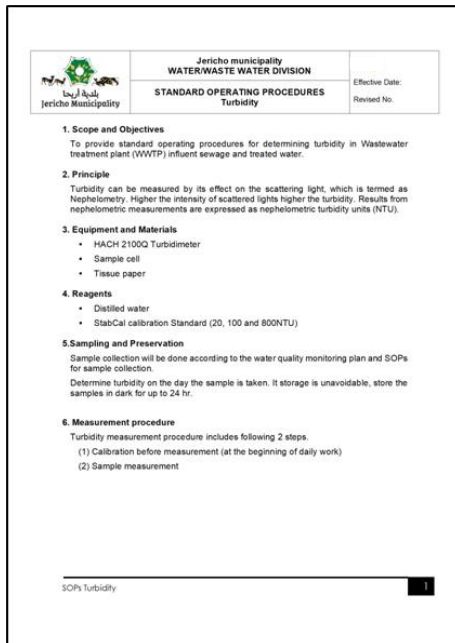 بلدية أريحا
Jericho Municipality
Jericho municipality
WATER/WASTE WATER DIVISION
STANDARD OPERATING PROCEDURES
Turbidity
Effective Date:
Revised No.
1. Scope and Objectives
To provide standard operating procedures for determining turbidity in Wastewater
treatment plant (WWTP) influent sewage and treated water.
2. Principle
Turbidity can be measured by its effect on the scattering light, which is termed as
Nephelometry. Higher the intensity of scattered lights higher the turbidity. Results from
nephelometric measurements are expressed as nephelometric turbidity units (NTU).
3. Equipment and Materials
• HACH 2100Q Turbidimeter
• Sample cell
• Tissue paper
4. Reagents
• Distilled water
• StabCal calibration Standard (20, 100 and 800NTU)
5.Sampling and Preservation
Sample collection will be done according to the water quality monitoring plan and SOPs
for sample collection.
Determine turbidity on the day the sample is taken. It storage is unavoidable, store the
samples in dark for up to 24 hr.
6. Measurement procedure
Turbidity measurement procedure includes following 2 steps.
(1) Calibration before measurement (at the beginning of daily work)
(2) Sample measurement
SOPs Turbidity
1